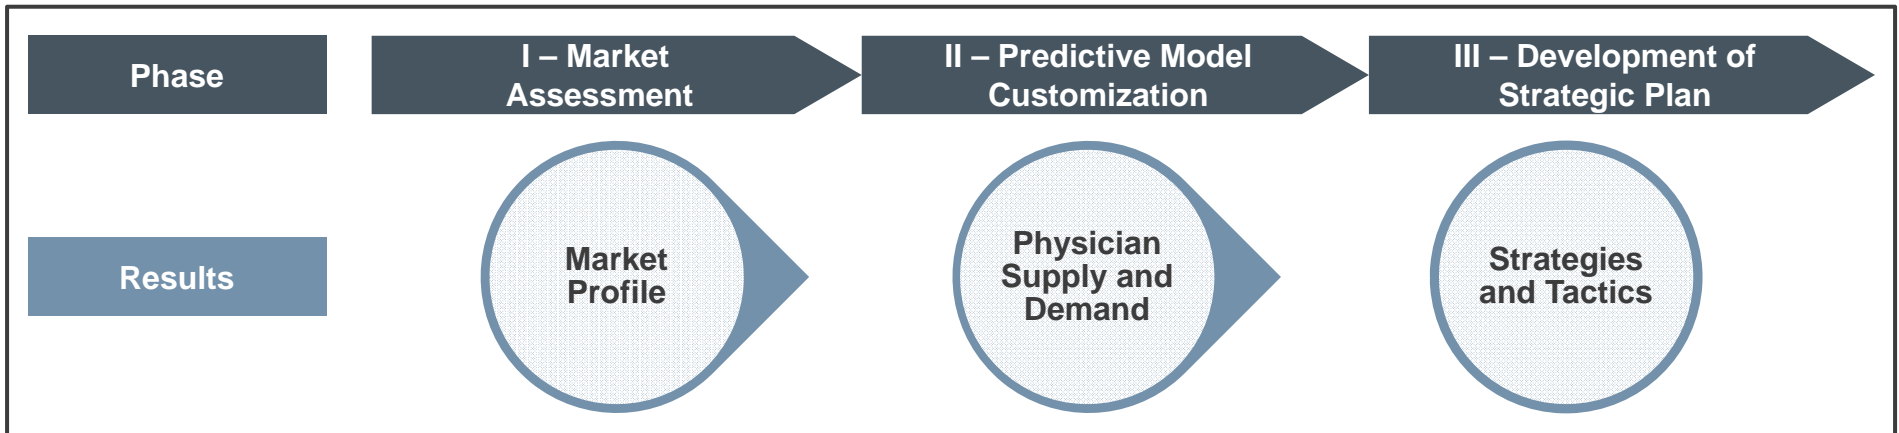 Phase
I – Market
Assessment
II – Predictive Model
Customization
III – Development of
Strategic Plan
Results
Market
Profile
Physician
Supply and
Demand
Strategies
and Tactics